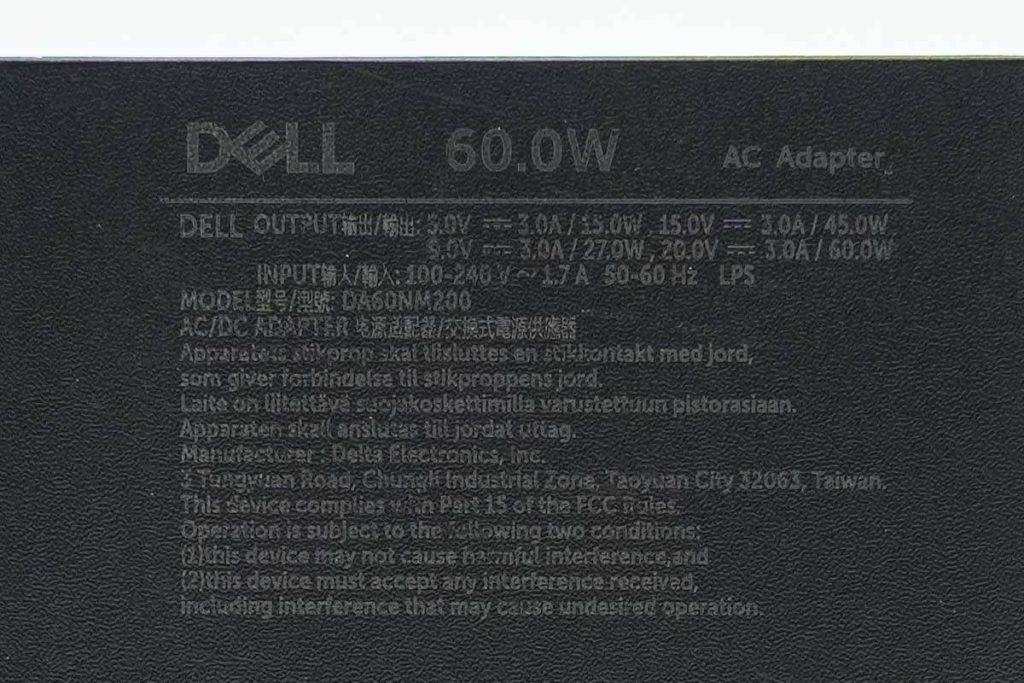 DELL 60.0W AC Adapter
DELL OUTPUT输出/輸出: 5.0V ⎓ 3.0A / 15.0W , 15.0V ⎓ 3.0A / 45.0W
9.0V ⎓ 3.0A / 27.0W , 20.0V ⎓ 3.0A / 60.0W
INPUT输入/輸入: 100-240 V ~ 1.7 A 50-60 Hz LPS
MODEL型号/型號: DA60NM200
AC/DC ADAPTER 电源适配器/交換式電源供應器
Apparatets stikprop skal tilsluttes en stikkontakt med jord,
som giver forbindelse til stikproppens jord.
Laite on liitettävä suojakoskettimilla varustettuun pistorasiaan.
Apparaten skall anslutas till jordat uttag.
Manufacturer : Delta Electronics, Inc.
3 Tungyuan Road, Chungli Industrial Zone, Taoyuan City 32063, Taiwan.
This device complies with Part 15 of the FCC Rules.
Operation is subject to the following two conditions:
(1)this device may not cause harmful interference,and
(2)this device must accept any interference received,
including interference that may cause undesired operation.